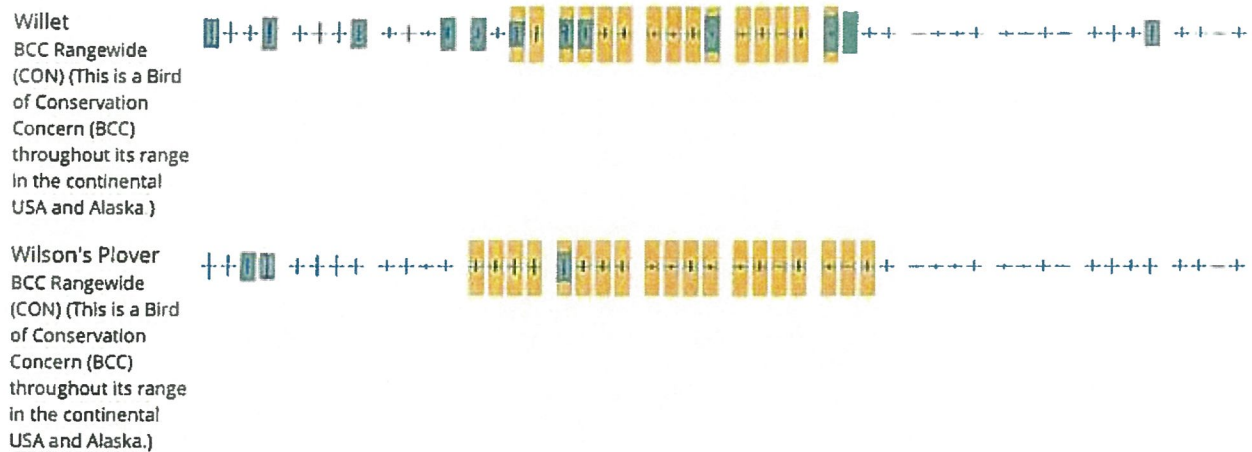 Willet
BCC Rangewide
(CON) (This is a Bird
of Conservation
Concern (BCC)
throughout its range
in the continental
USA and Alaska.)
Wilson's Plover
BCC Rangewide
(CON) (This is a Bird
of Conservation
Concern (BCC)
throughout its range
in the continental
USA and Alaska.)